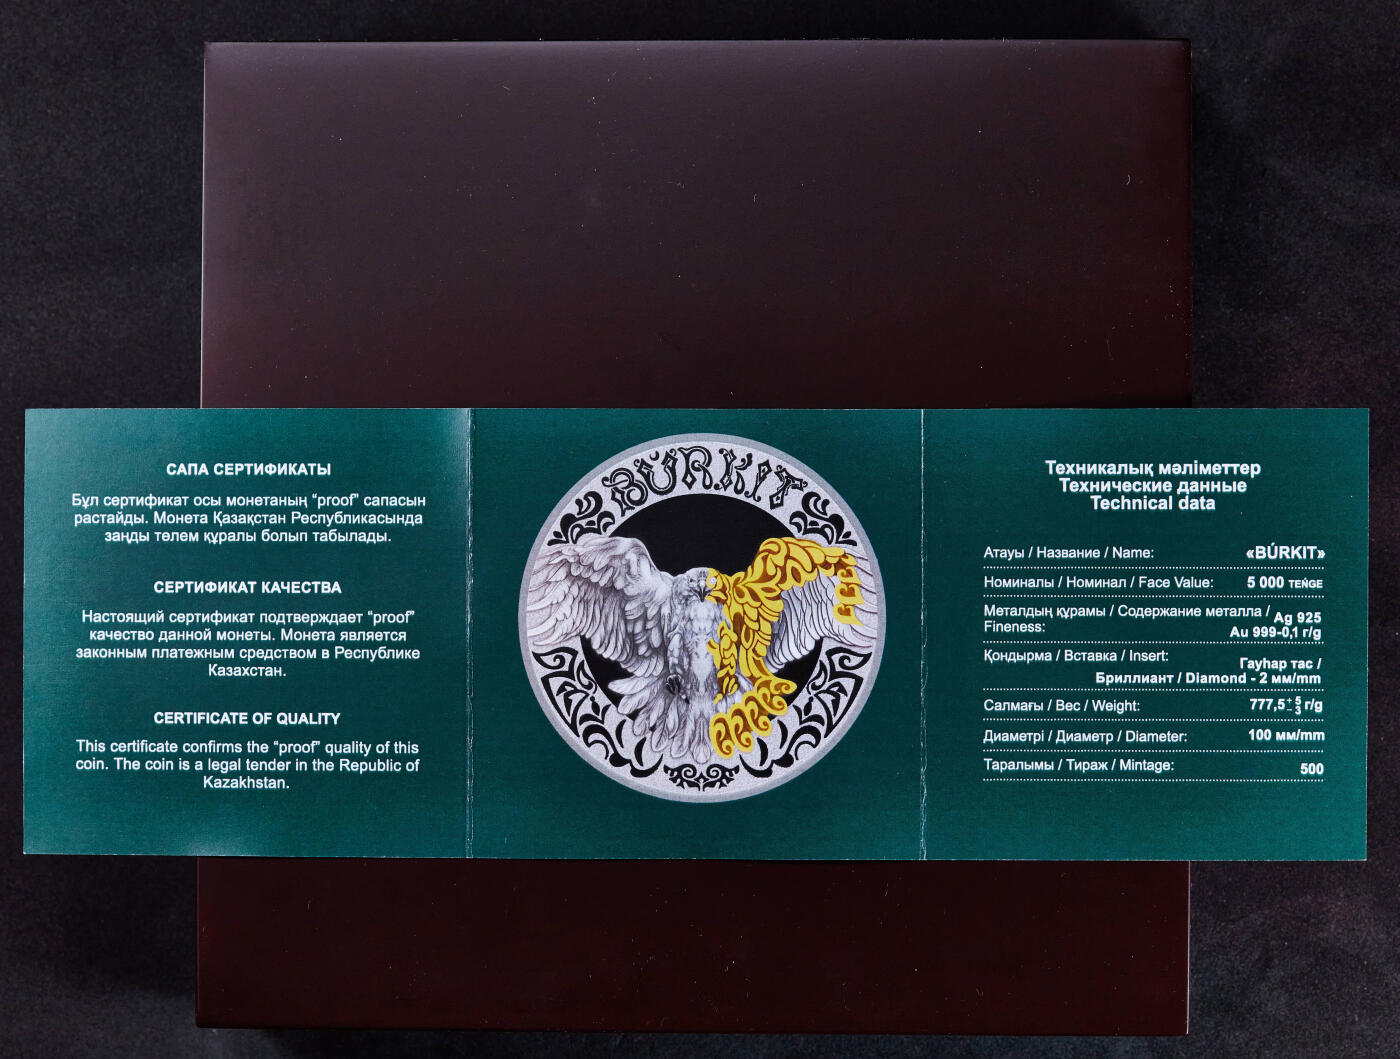 САПА СЕРТИФИКАТЫ
Бұл сертификат осы монетаның “proof” сапасын
растайды. Монета Қазақстан Республикасында
заңды төлем құралы болып табылады.
СЕРТИФИКАТ КАЧЕСТВА
Настоящий сертификат подтверждает “proof”
качество данной монеты. Монета является
законным платежным средством в Республике
Казахстан.
CERTIFICATE OF QUALITY
This certificate confirms the “proof” quality of this
coin. The coin is a legal tender in the Republic of
Kazakhstan.
BÚRKIT
Техникалық мәліметтер
Технические данные
Technical data
Атауы / Название / Name: «BÚRKIT»
Номиналы / Номинал / Face Value: 5 000 TEŃGE
Металдың құрамы / Содержание металла / Ag 925
Fineness: Au 999-0,1 г/g
Қондырма / Вставка / Insert: Гауһар тас /
Бриллиант / Diamond - 2 мм/mm
Салмағы / Вес / Weight: 777,5 + 5 - 3 г/g
Диаметрі / Диаметр / Diameter: 100 мм/mm
Таралымы / Тираж / Mintage: 500